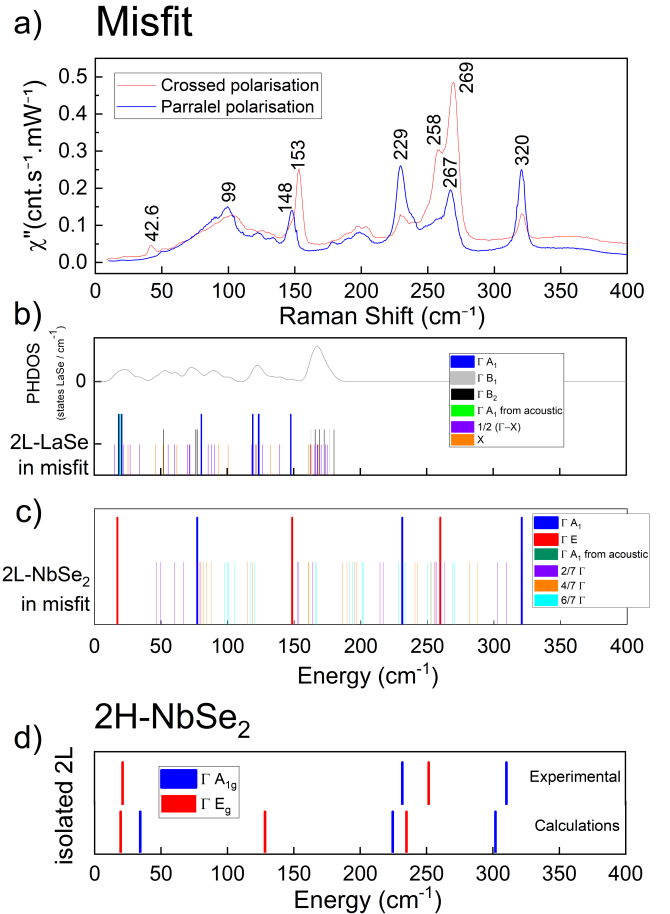 a) Misfit
χ"(cnt.s⁻¹.mW⁻¹)
0.5
0.4
0.3
0.2
0.1
0.0
Crossed polarisation
Parralel polarisation
42.6
99
148
153
229
258
267
269
320
0 50 100 150 200 250 300 350 400
Raman Shift (cm⁻¹)
b)
PHDOS
(states LaSe / cm⁻¹)
0
2L-LaSe
in misfit
Γ A₁
Γ B₁
Γ B₂
Γ A₁ from acoustic
1/2 (Γ−X)
X
c)
2L-NbSe₂
in misfit
Γ A₁
Γ E
Γ A₁ from acoustic
2/7 Γ
4/7 Γ
6/7 Γ
0 50 100 150 200 250 300 350 400
Energy (cm⁻¹)
2H-NbSe₂
d)
isolated 2L
Γ A₁g
Γ Eg
Experimental
Calculations
0 50 100 150 200 250 300 350 400
Energy (cm⁻¹)